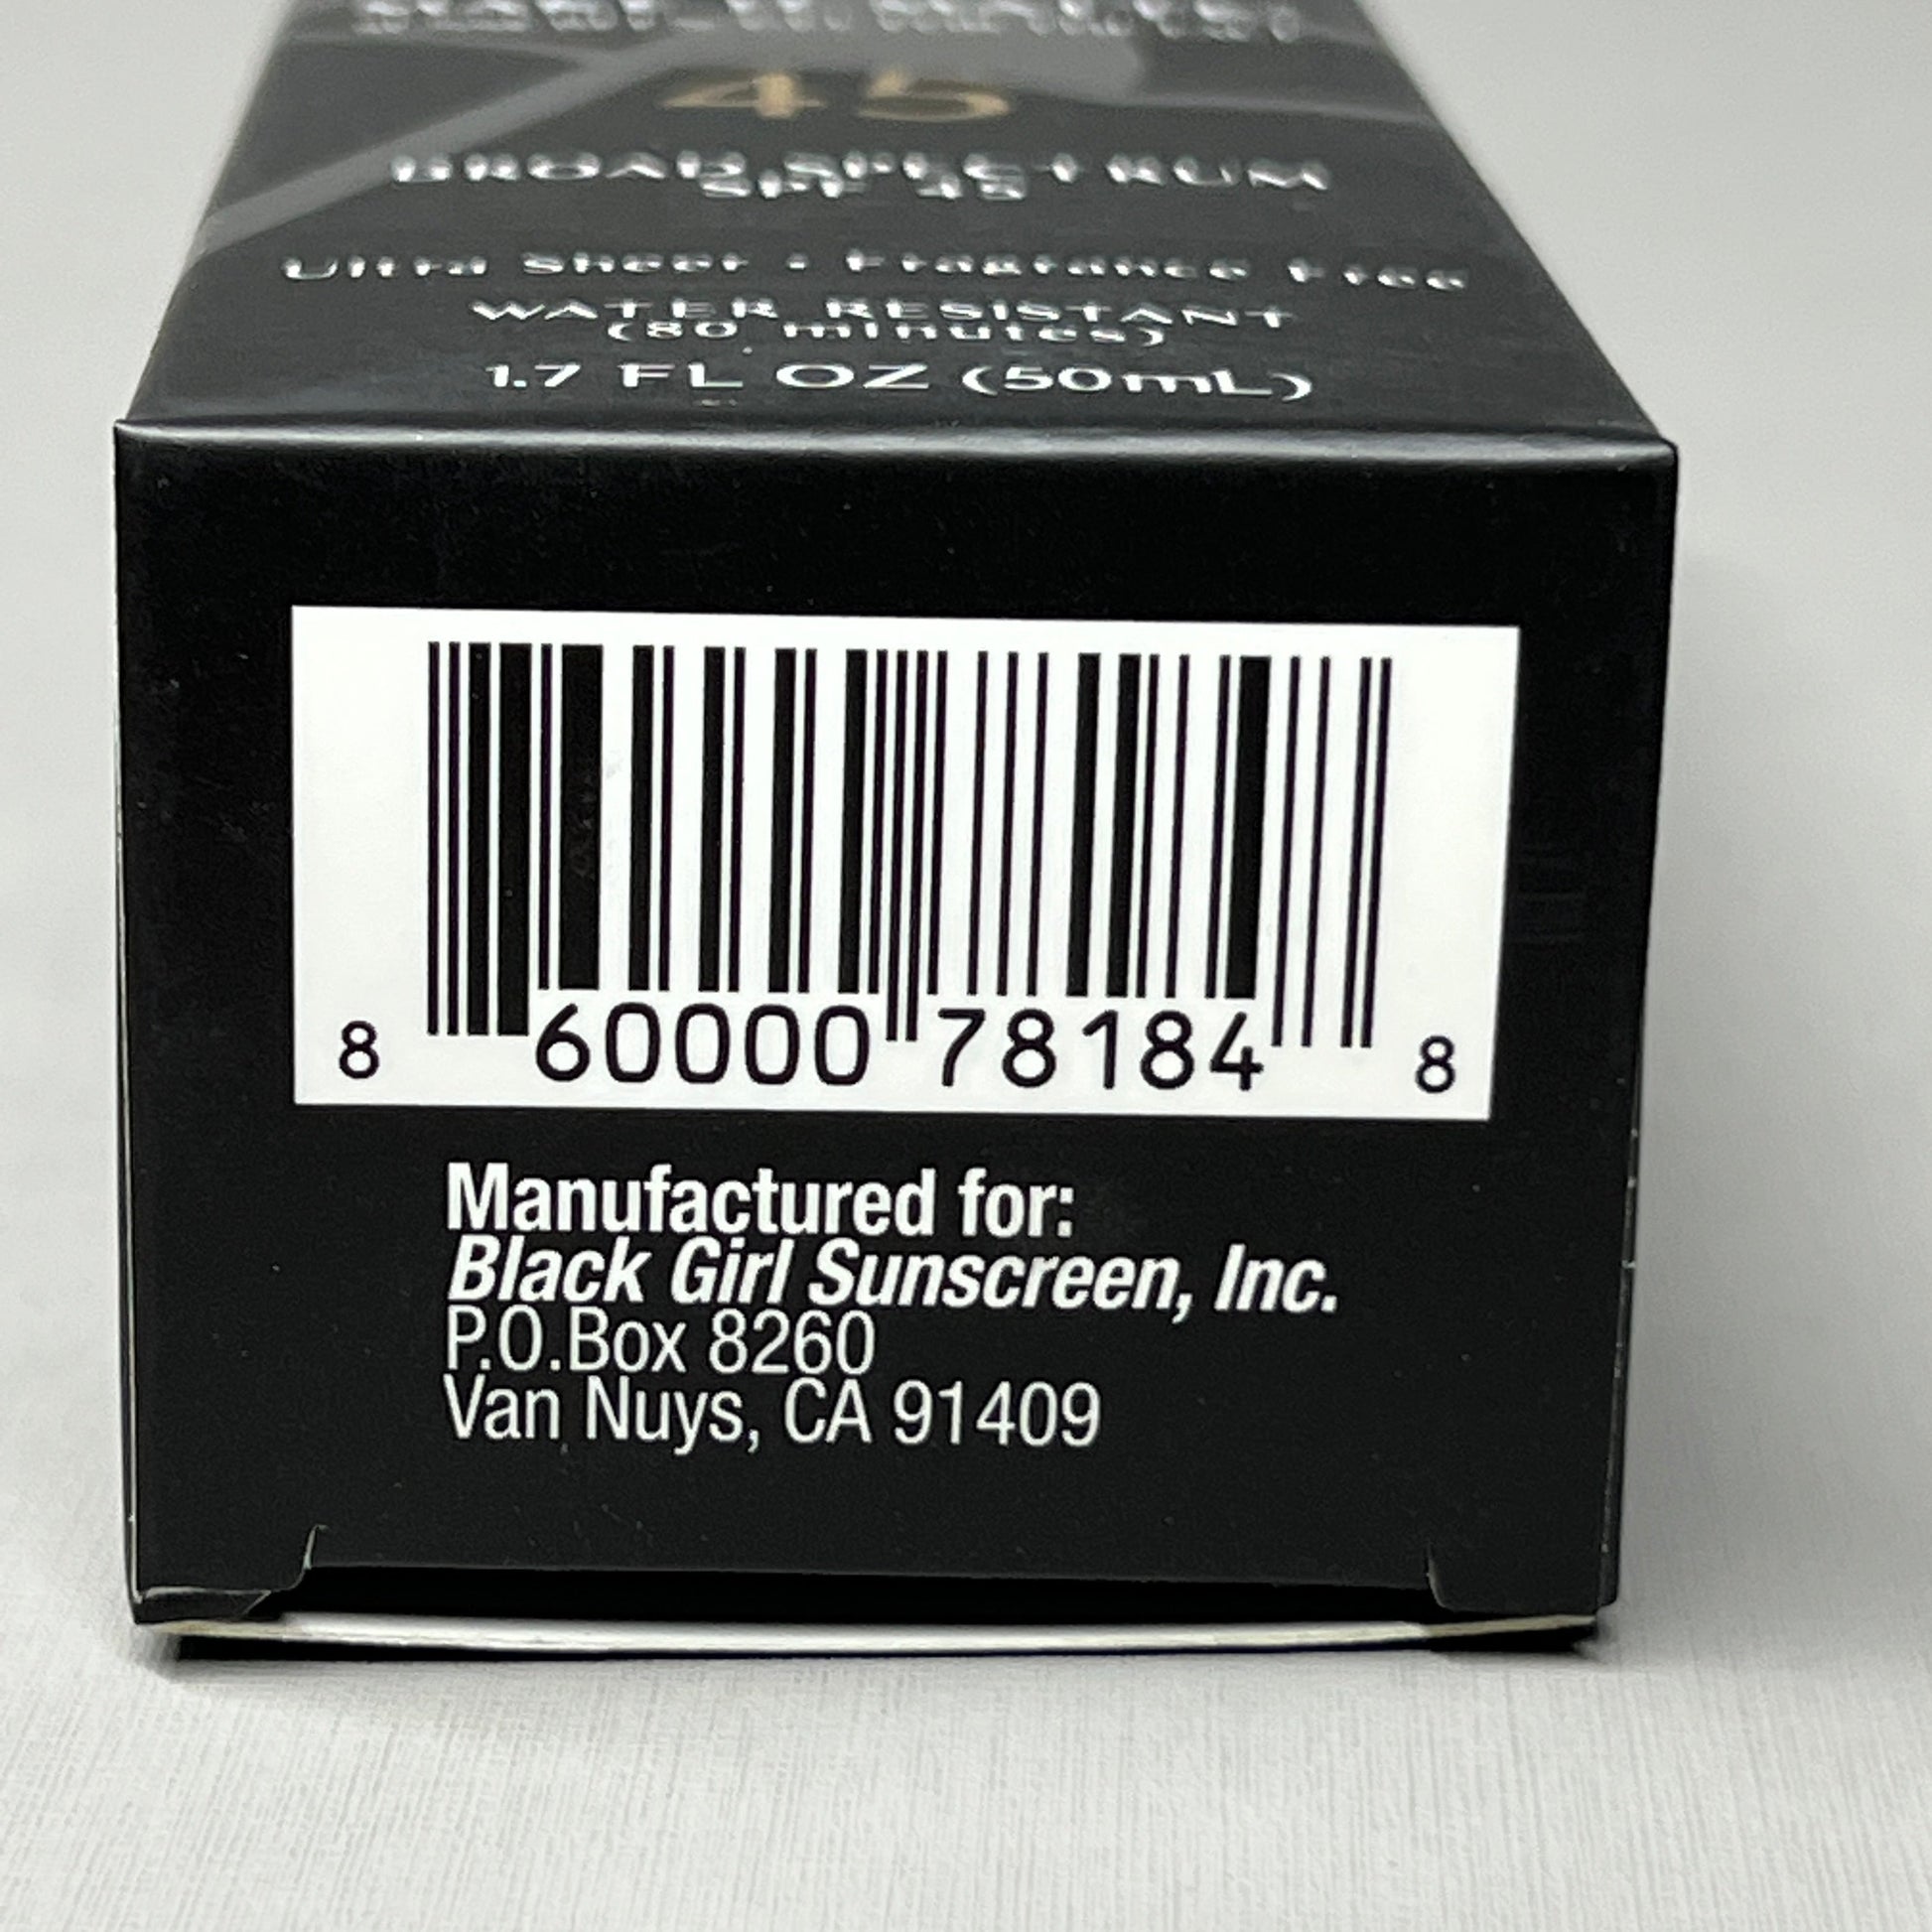 45
BROAD SPECTRUM
SPF 45
Ultra Sheer • Fragrance Free
WATER RESISTANT
(80 minutes)
1.7 FL OZ (50mL)
8 60000 78184 8
Manufactured for:
Black Girl Sunscreen, Inc.
P.O.Box 8260
Van Nuys, CA 91409